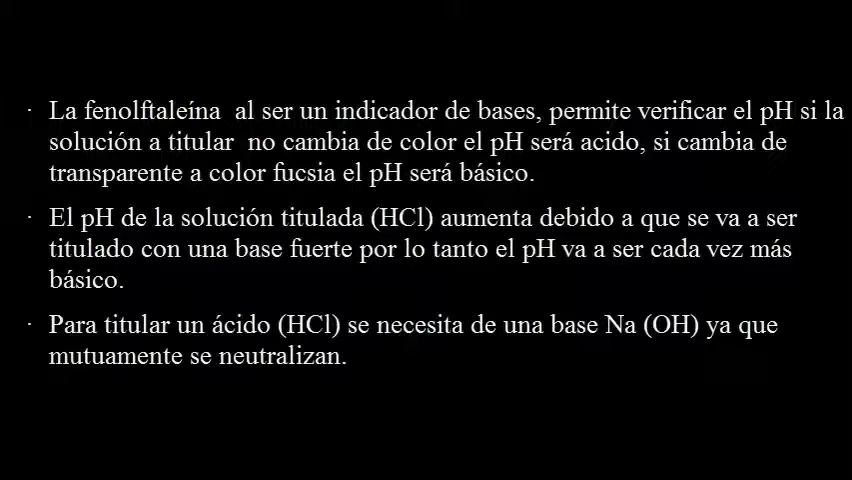 · La fenolftaleína al ser un indicador de bases, permite verificar el pH si la
solución a titular no cambia de color el pH será acido, si cambia de
transparente a color fucsia el pH será básico.
· El pH de la solución titulada (HCl) aumenta debido a que se va a ser
titulado con una base fuerte por lo tanto el pH va a ser cada vez más
básico.
· Para titular un ácido (HCl) se necesita de una base Na (OH) ya que
mutuamente se neutralizan.